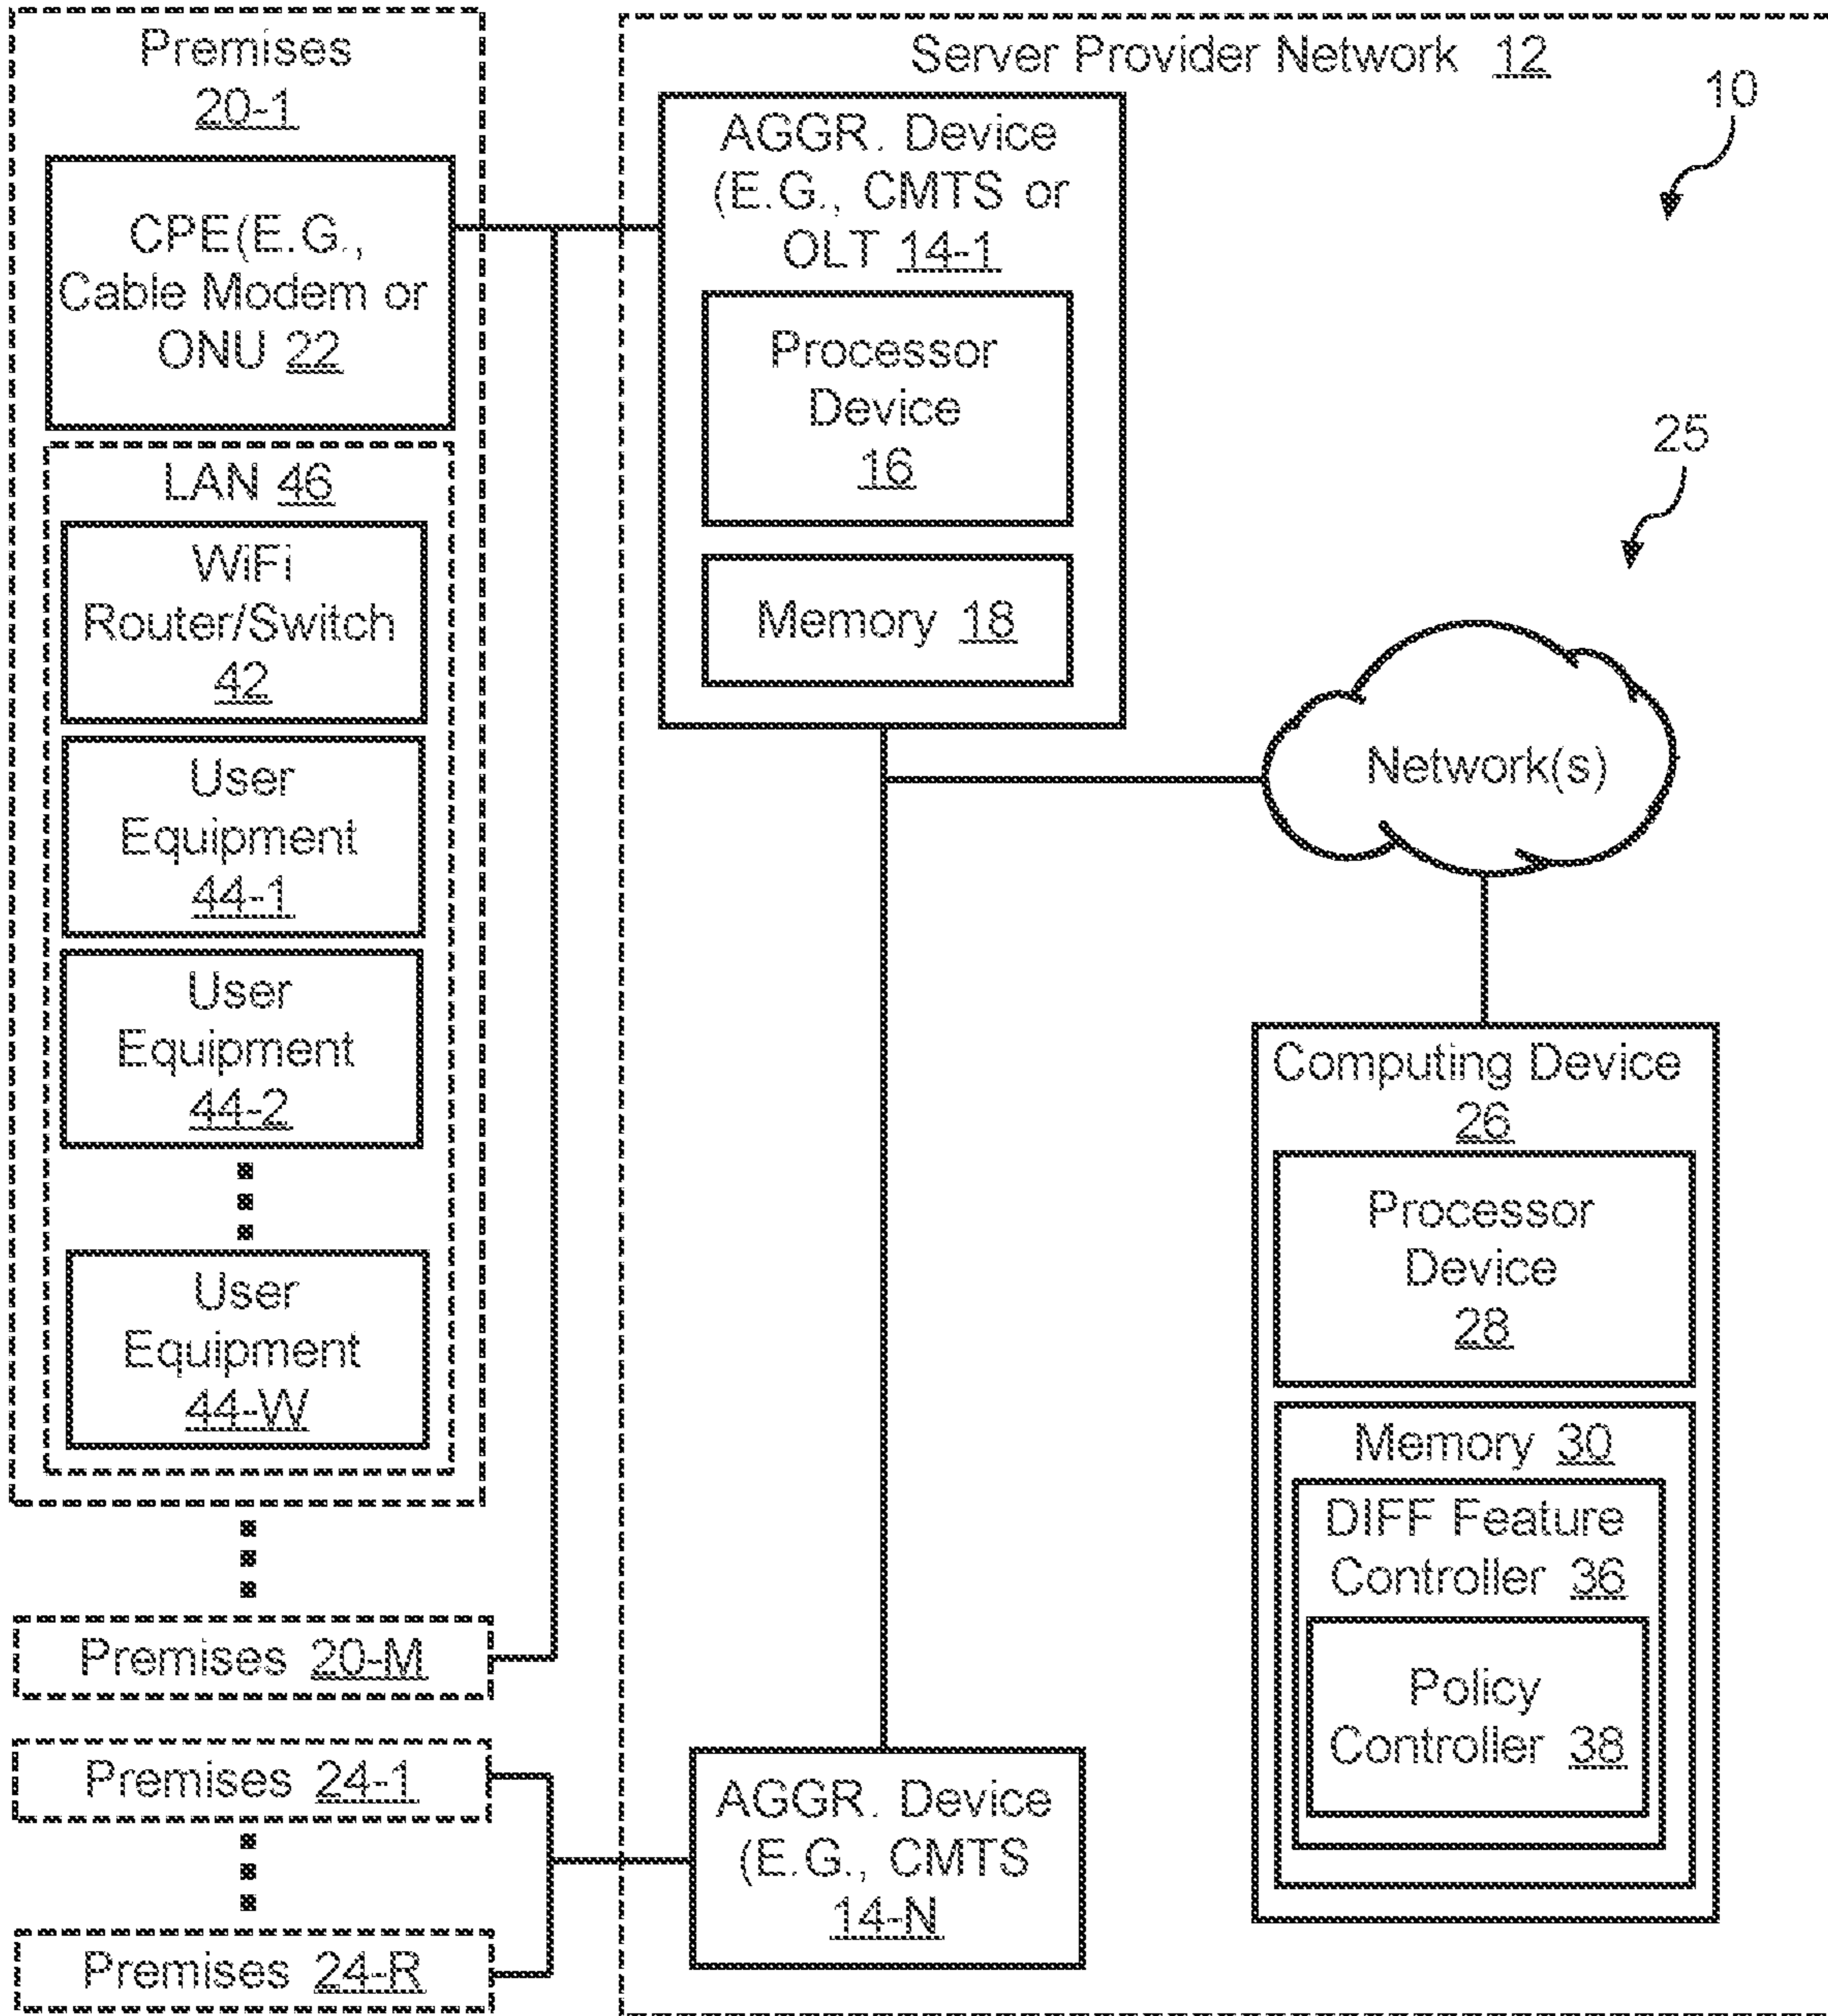 Premises
20-1
CPE(E.G.,
Cable Modem or
ONU 22
LAN 46
WiFi
Router/Switch
42
User
Equipment
44-1
User
Equipment
44-2
User
Equipment
44-W
Premises 20-M
Premises 24-1
Premises 24-R
Server Provider Network 12
AGGR. Device
(E.G., CMTS or
OLT 14-1
Processor
Device
16
Memory 18
AGGR. Device
(E.G., CMTS
14-N
10
25
Network(s)
Computing Device
26
Processor
Device
28
Memory 30
DIFF Feature
Controller 36
Policy
Controller 38